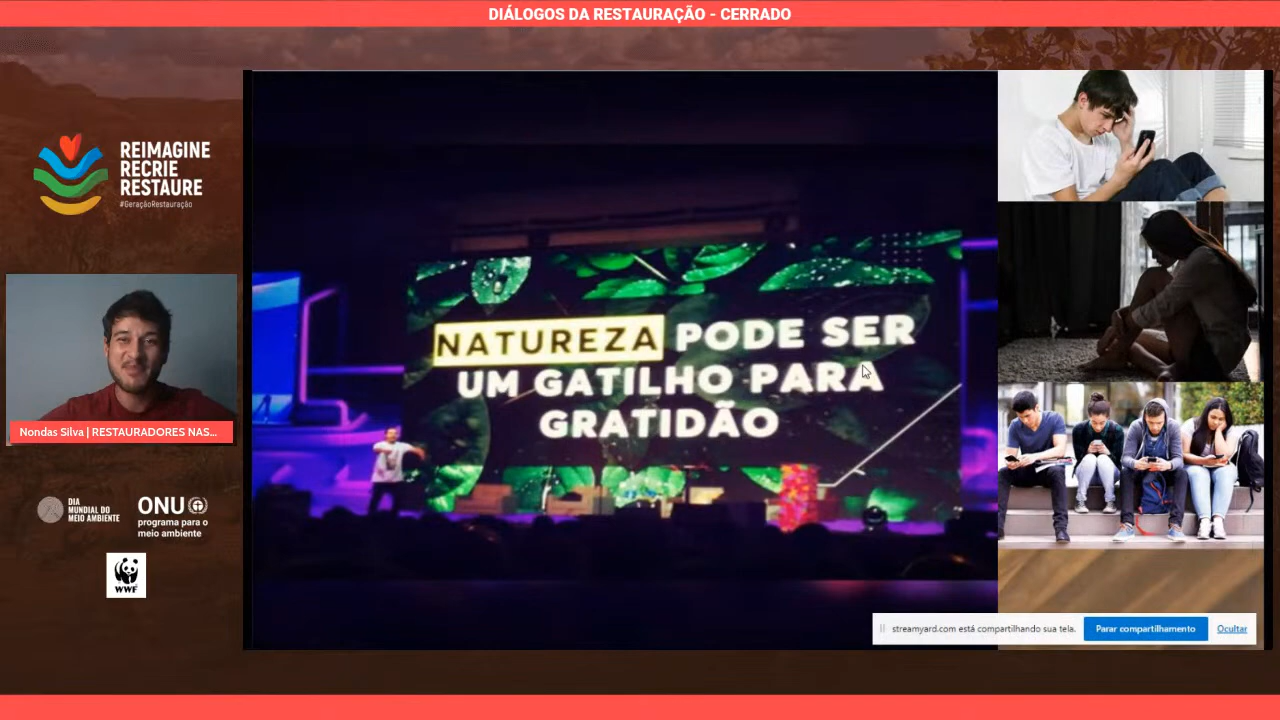 DIÁLOGOS DA RESTAURAÇÃO - CERRADO
REIMAGINE
RECRIE
RESTAURE
#GeraçãoRestauração
NATUREZA PODE SER
UM GATILHO PARA
GRATIDÃO
Nondas Silva | RESTAURADORES NAS...
DIA
MUNDIAL DO
MEIO AMBIENTE
ONU
programa para o
meio ambiente
WWF
streamyard.com está compartilhando sua tela.
Parar compartilhamento
Ocultar